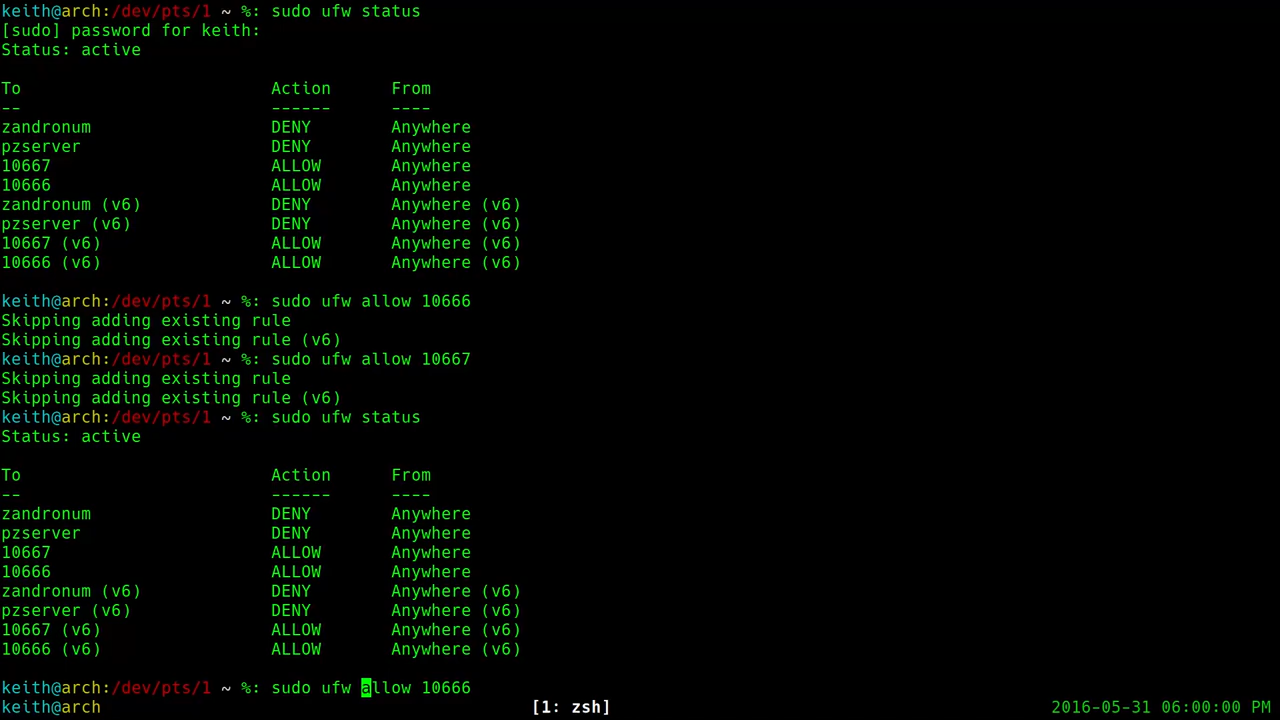 keith@arch:/dev/pts/1 ~ %: sudo ufw status
[sudo] password for keith:
Status: active
To                         Action      From
--                         ------      ----
zandronum                  DENY        Anywhere
pzserver                   DENY        Anywhere
10667                      ALLOW       Anywhere
10666                      ALLOW       Anywhere
zandronum (v6)             DENY        Anywhere (v6)
pzserver (v6)              DENY        Anywhere (v6)
10667 (v6)                 ALLOW       Anywhere (v6)
10666 (v6)                 ALLOW       Anywhere (v6)
keith@arch:/dev/pts/1 ~ %: sudo ufw allow 10666
Skipping adding existing rule
Skipping adding existing rule (v6)
keith@arch:/dev/pts/1 ~ %: sudo ufw allow 10667
Skipping adding existing rule
Skipping adding existing rule (v6)
keith@arch:/dev/pts/1 ~ %: sudo ufw status
Status: active
To                         Action      From
--                         ------      ----
zandronum                  DENY        Anywhere
pzserver                   DENY        Anywhere
10667                      ALLOW       Anywhere
10666                      ALLOW       Anywhere
zandronum (v6)             DENY        Anywhere (v6)
pzserver (v6)              DENY        Anywhere (v6)
10667 (v6)                 ALLOW       Anywhere (v6)
10666 (v6)                 ALLOW       Anywhere (v6)
keith@arch:/dev/pts/1 ~ %: sudo ufw allow 10666
keith@arch [1: zsh] 2016-05-31 06:00:00 PM